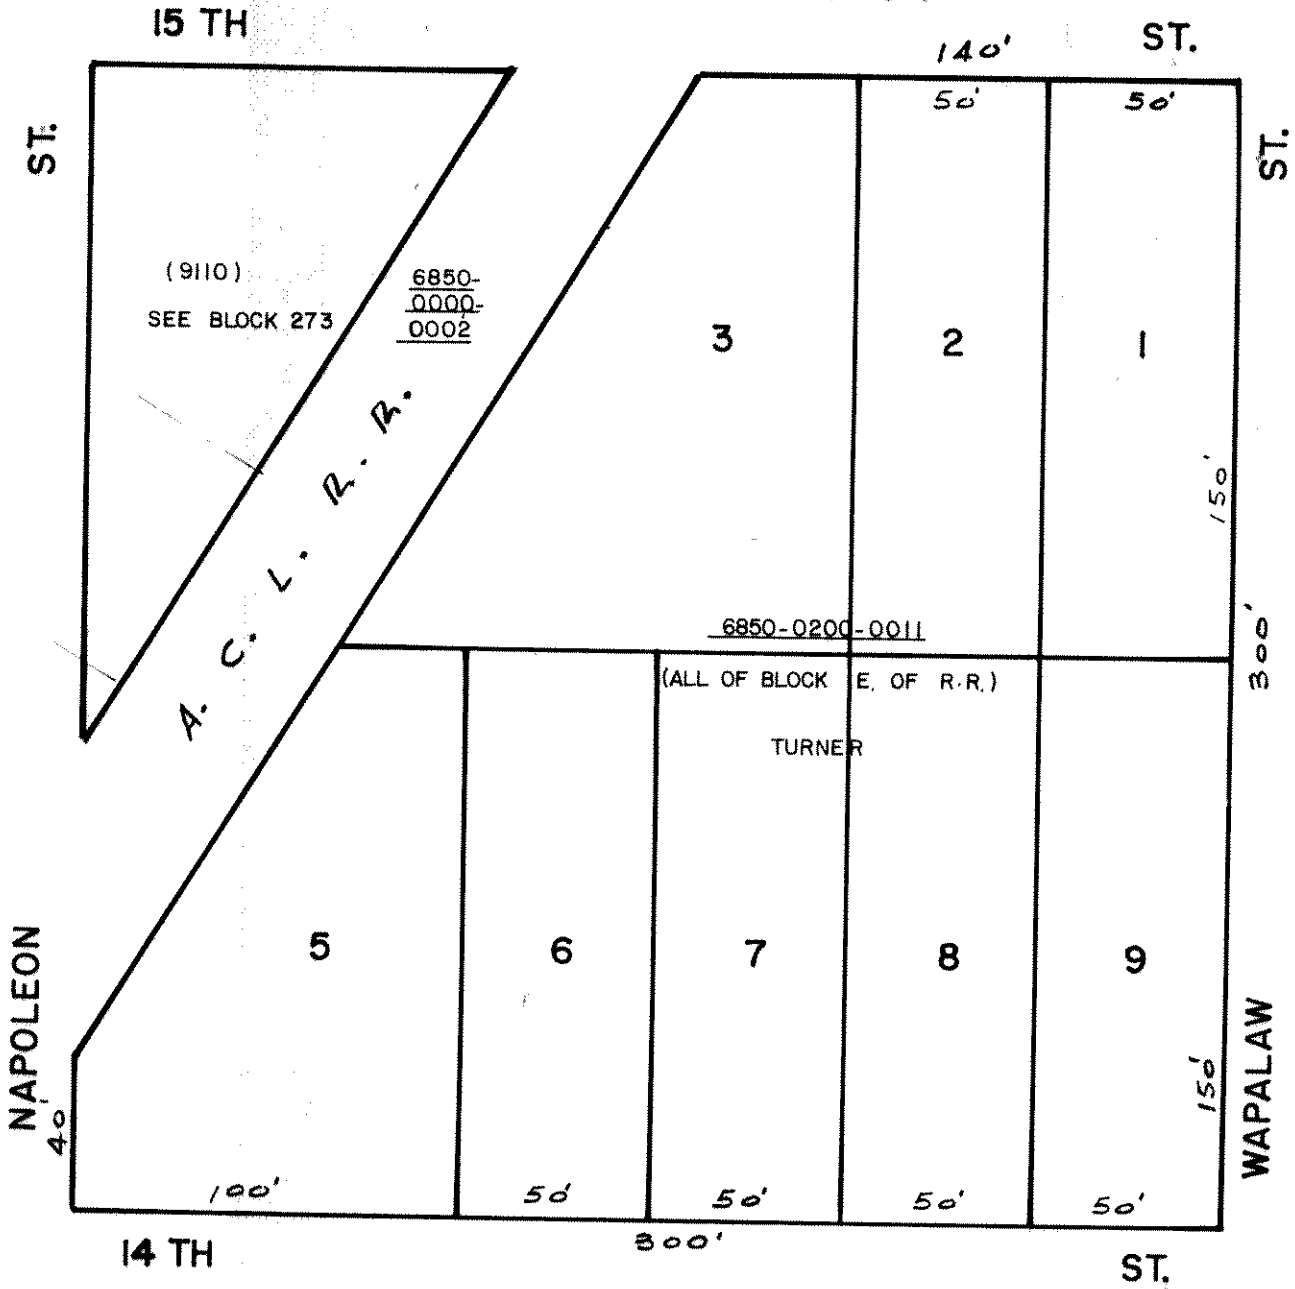 15 TH
ST.
140'
50'
50'
ST.
ST.
(9110)
SEE BLOCK 273
6850-
0000-
0002
A. C. L. R. R.
3
2
1
150'
300'
6850-0200-0011
(ALL OF BLOCK E. OF R.R.)
TURNER
5
6
7
8
9
NAPOLEON
40'
150'
WAPALAW
100'
50'
50'
50'
50'
300'
14 TH
ST.